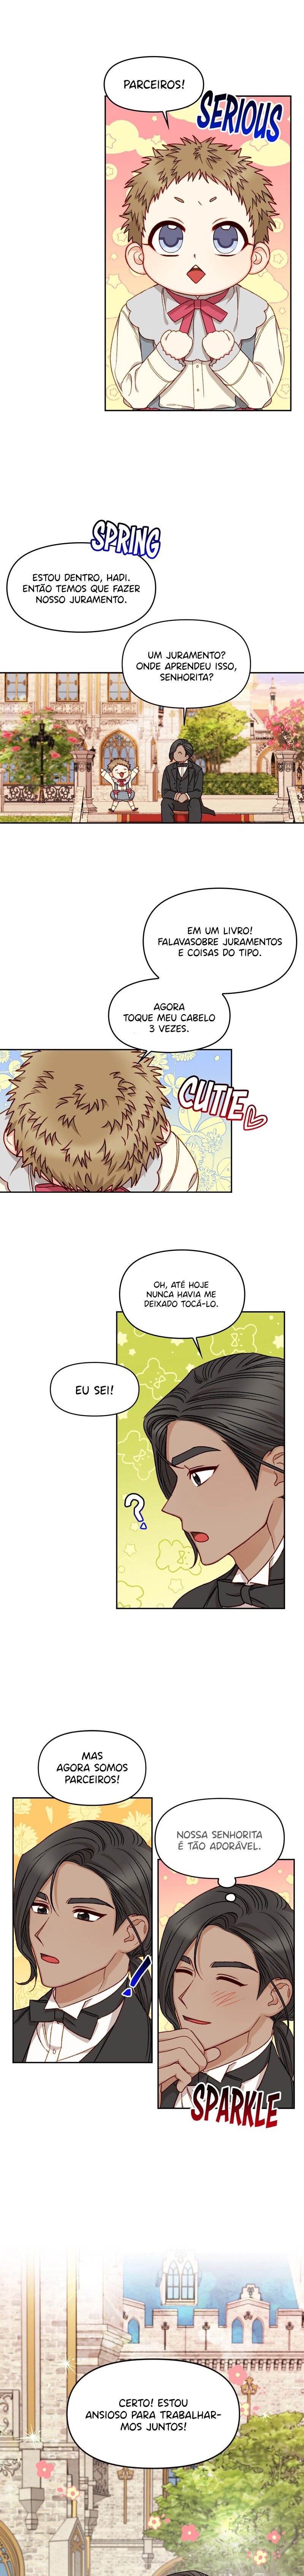 PARCEIROS!
SERIOUS
SPRING
ESTOU DENTRO, HADI.
ENTÃO TEMOS QUE FAZER
NOSSO JURAMENTO.
UM JURAMENTO?
ONDE APRENDEU ISSO,
SENHORITA?
EM UM LIVRO!
FALAVASOBRE JURAMENTOS
E COISAS DO TIPO.
AGORA
TOQUE MEU CABELO
3 VEZES.
CUTIE
OH, ATÉ HOJE
NUNCA HAVIA ME
DEIXADO TOCÁ-LO.
EU SEI!
?
MAS
AGORA SOMOS
PARCEIROS!
NOSSA SENHORITA
É TÃO ADORÁVEL.
!
SPARKLE
CERTO! ESTOU
ANSIOSO PARA TRABALHAR-
MOS JUNTOS!